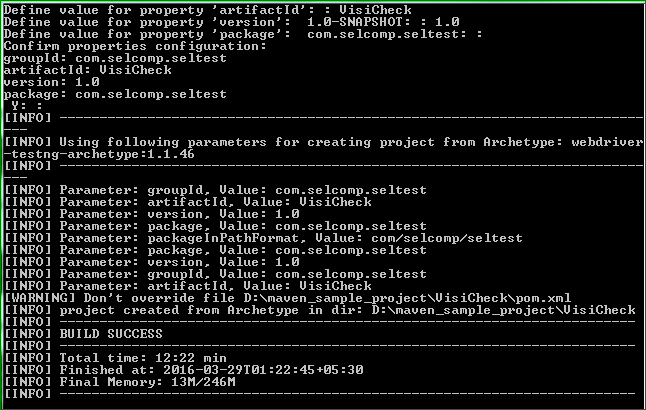 Define value for property 'artifactId': : VisiCheck
Define value for property 'version':  1.0-SNAPSHOT: : 1.0
Define value for property 'package':  com.selcomp.seltest: :
Confirm properties configuration:
groupId: com.selcomp.seltest
artifactId: VisiCheck
version: 1.0
package: com.selcomp.seltest
 Y: :
[INFO] ------------------------------------------------------------------------
---
[INFO] Using following parameters for creating project from Archetype: webdriver
-testng-archetype:1.1.46
[INFO] ------------------------------------------------------------------------
---
[INFO] Parameter: groupId, Value: com.selcomp.seltest
[INFO] Parameter: artifactId, Value: VisiCheck
[INFO] Parameter: version, Value: 1.0
[INFO] Parameter: package, Value: com.selcomp.seltest
[INFO] Parameter: packageInPathFormat, Value: com/selcomp/seltest
[INFO] Parameter: package, Value: com.selcomp.seltest
[INFO] Parameter: version, Value: 1.0
[INFO] Parameter: groupId, Value: com.selcomp.seltest
[INFO] Parameter: artifactId, Value: VisiCheck
[WARNING] Don't override file D:\maven_sample_project\VisiCheck\pom.xml
[INFO] project created from Archetype in dir: D:\maven_sample_project\VisiCheck
[INFO] ------------------------------------------------------------------------
[INFO] BUILD SUCCESS
[INFO] ------------------------------------------------------------------------
[INFO] Total time: 12:22 min
[INFO] Finished at: 2016-03-29T01:22:45+05:30
[INFO] Final Memory: 13M/246M
[INFO] ------------------------------------------------------------------------